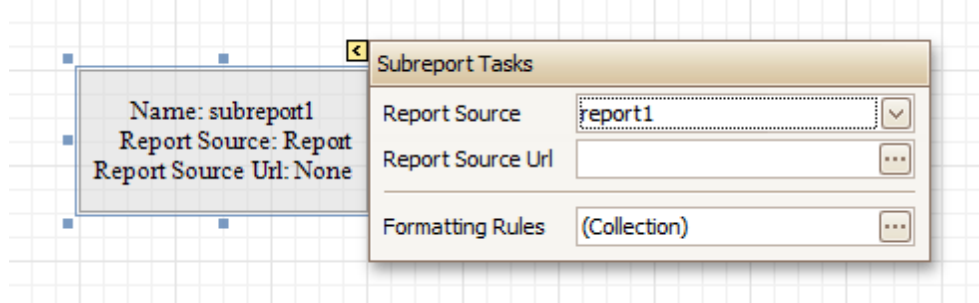 Subreport Tasks
Name: subreport1
Report Source: Report
Report Source Url: None
Report Source report1
Report Source Url
Formatting Rules (Collection)